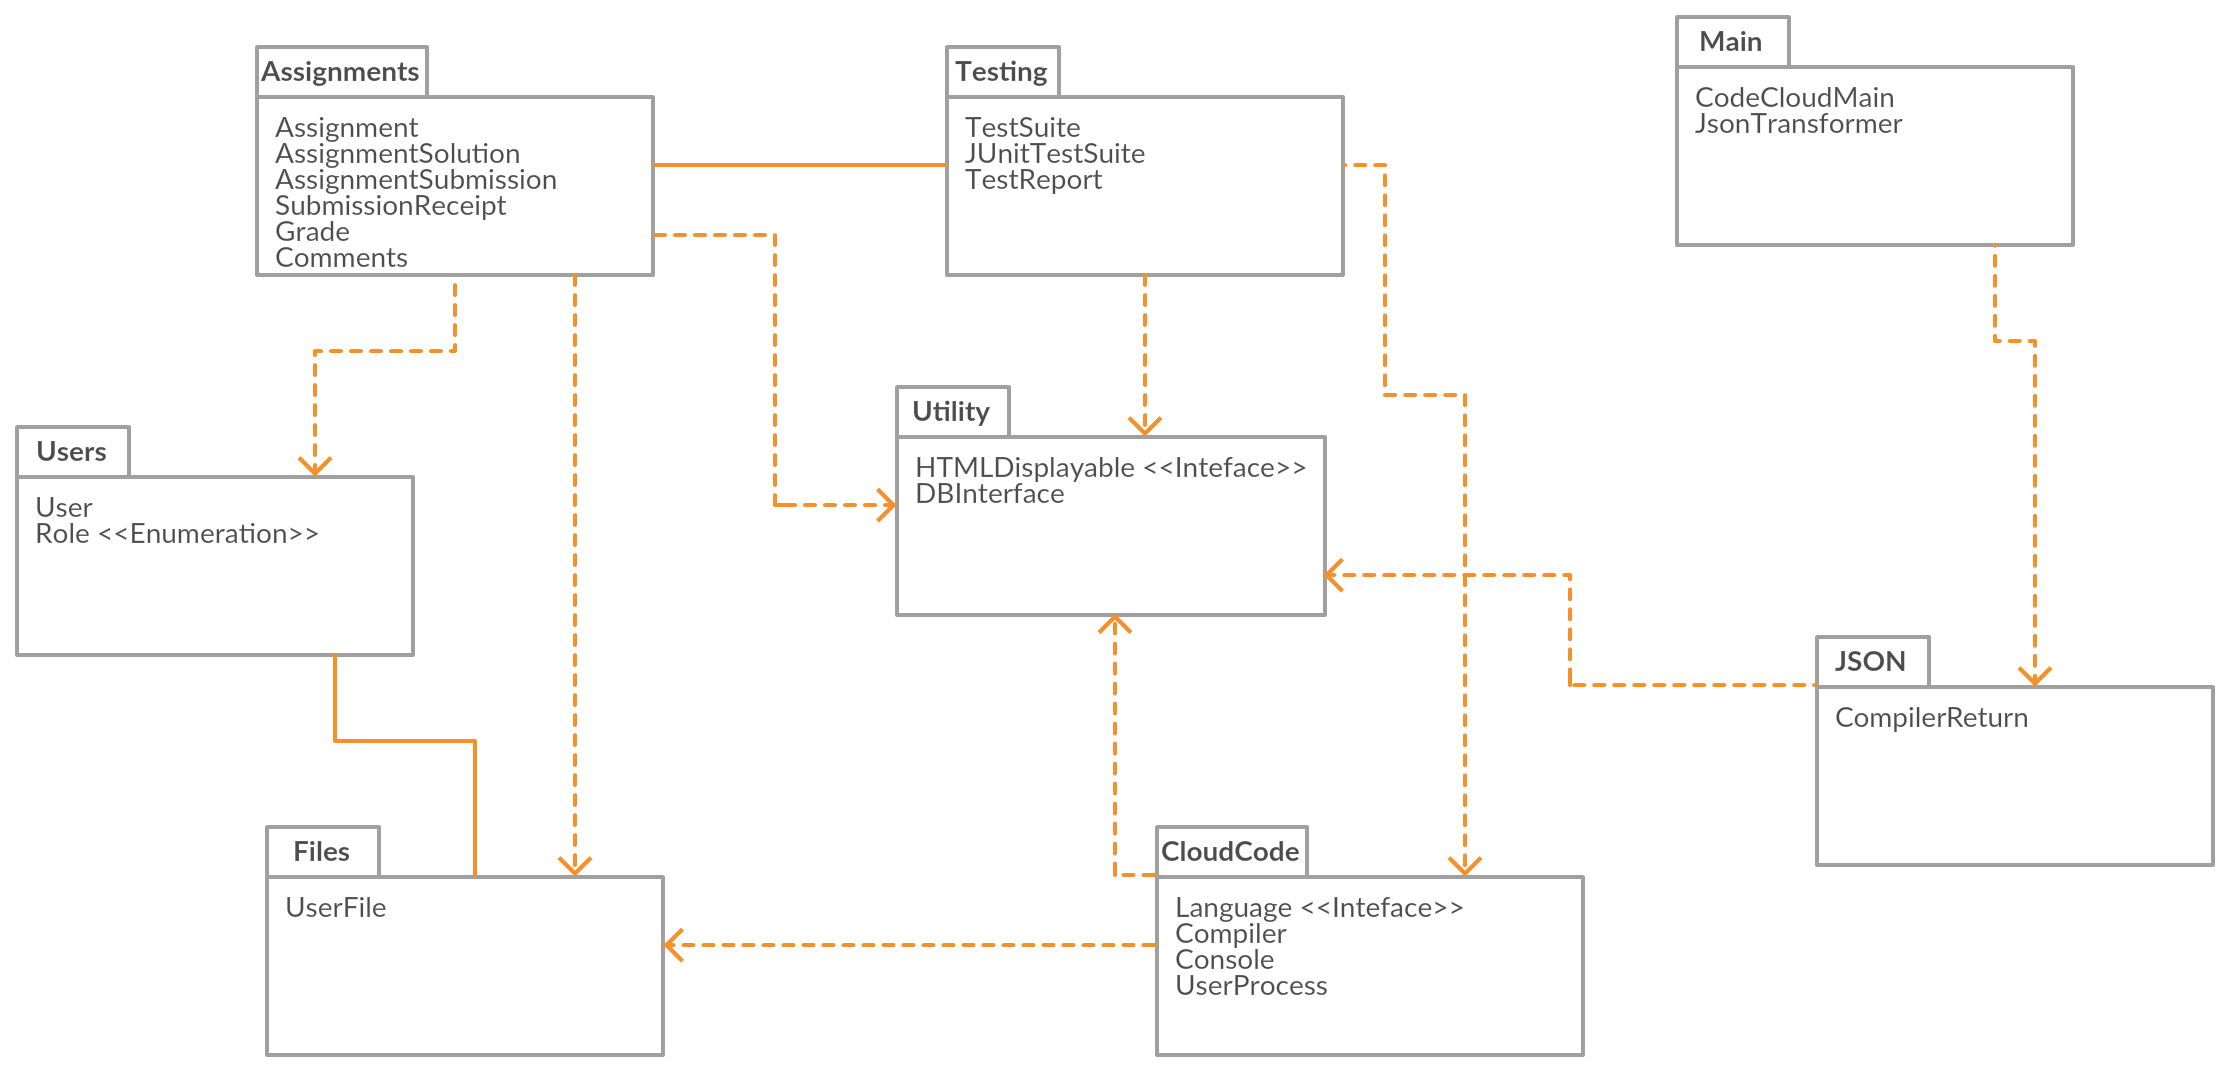 Assignments
Assignment
AssignmentSolution
AssignmentSubmission
SubmissionReceipt
Grade
Comments
Testing
TestSuite
JUnitTestSuite
TestReport
Main
CodeCloudMain
JsonTransformer
Users
User
Role <<Enumeration>>
Utility
HTMLDisplayable <<Inteface>>
DBInterface
JSON
CompilerReturn
Files
UserFile
CloudCode
Language <<Inteface>>
Compiler
Console
UserProcess